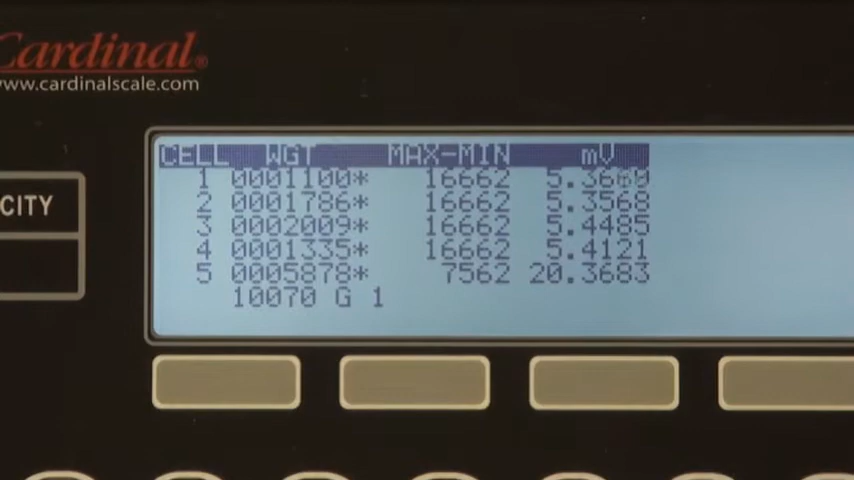 Cardinal®
www.cardinalscale.com
CITY
CELL WGT MAX-MIN mV
1 0001100* 16662 5.3660
2 0001786* 16662 5.3568
3 0002009* 16662 5.4485
4 0001335* 16662 5.4121
5 0005878* 7562 20.3683
10070 G 1